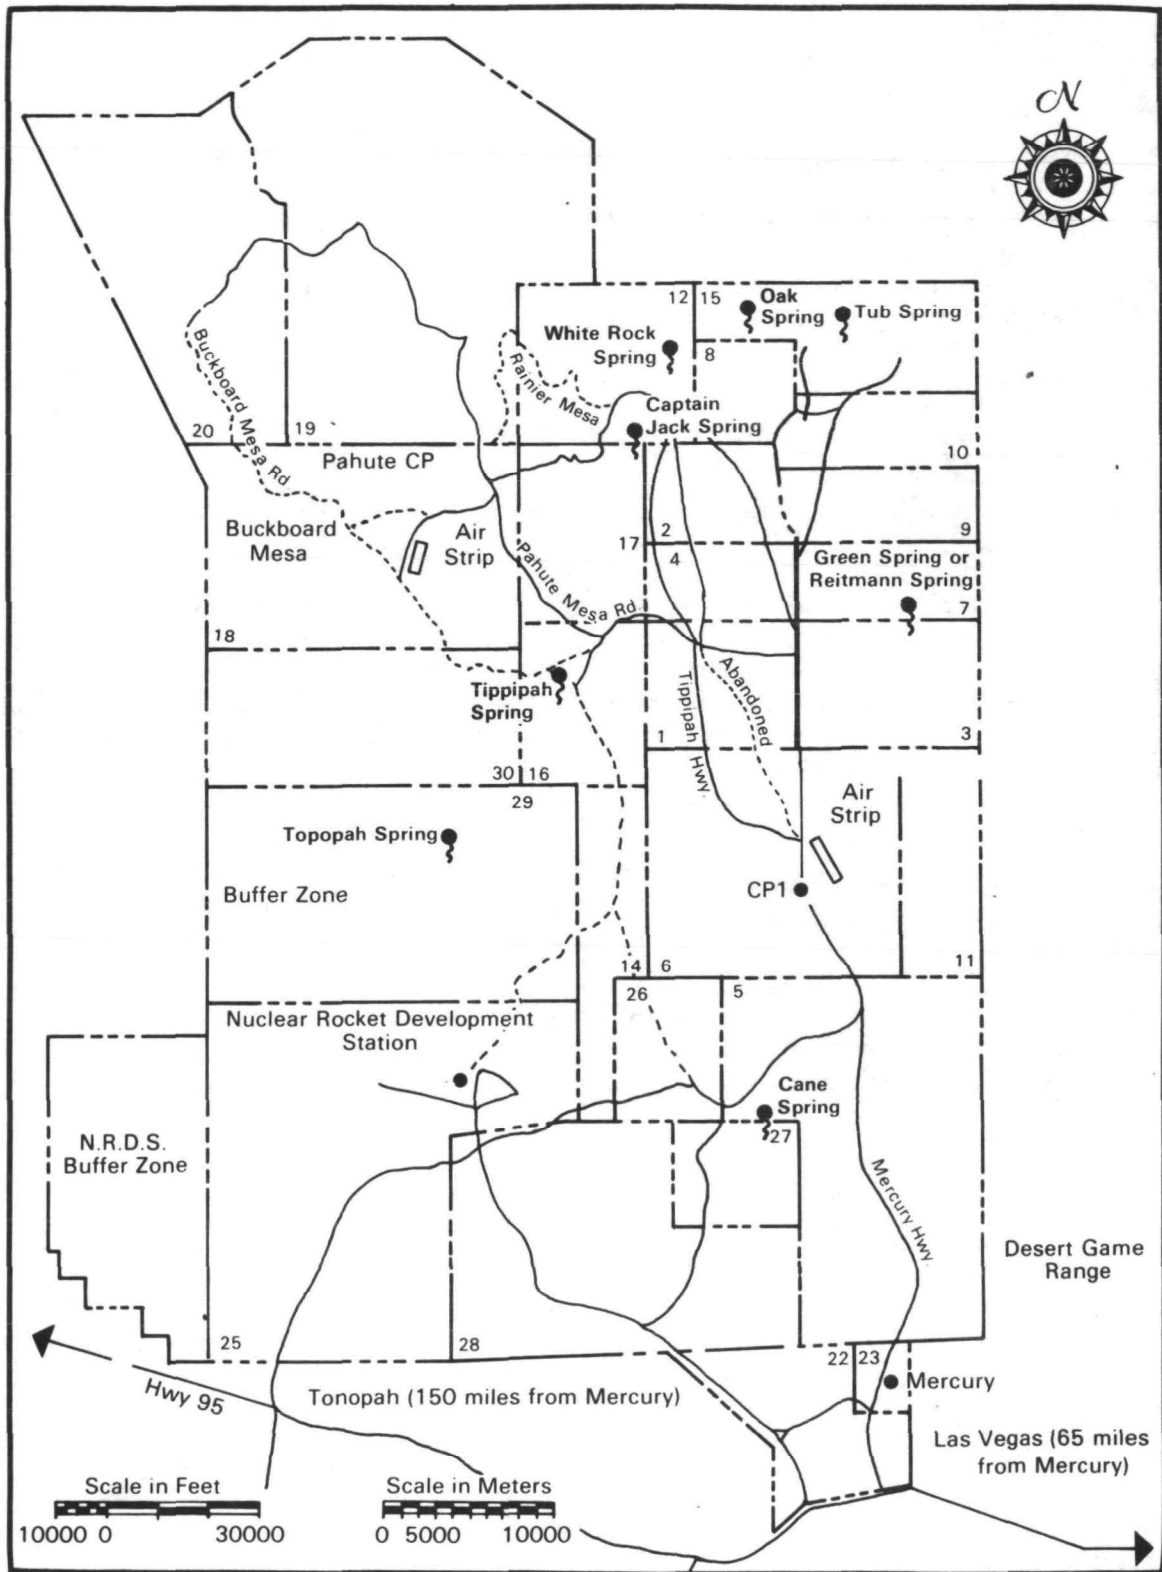 N
12
15
Oak
Spring
Tub Spring
White Rock
Spring
8
Buckboard Mesa Rd.
Rainier Mesa
Captain
Jack Spring
20
19
Pahute CP
10
Buckboard
Mesa
Air
Strip
17
2
4
9
Pahute Mesa Rd.
Green Spring or
Reitmann Spring
7
18
Tippipah
Spring
Tippipah Hwy.
Abandoned
1
3
30
16
29
Air
Strip
Topopah Spring
Buffer Zone
CP1
14
6
11
26
5
Nuclear Rocket Development
Station
Cane
Spring
27
N.R.D.S.
Buffer Zone
Mercury Hwy.
Desert Game
Range
25
28
22
23
Mercury
Hwy 95
Tonopah (150 miles from Mercury)
Las Vegas (65 miles
from Mercury)
Scale in Feet
10000 0 30000
Scale in Meters
0 5000 10000